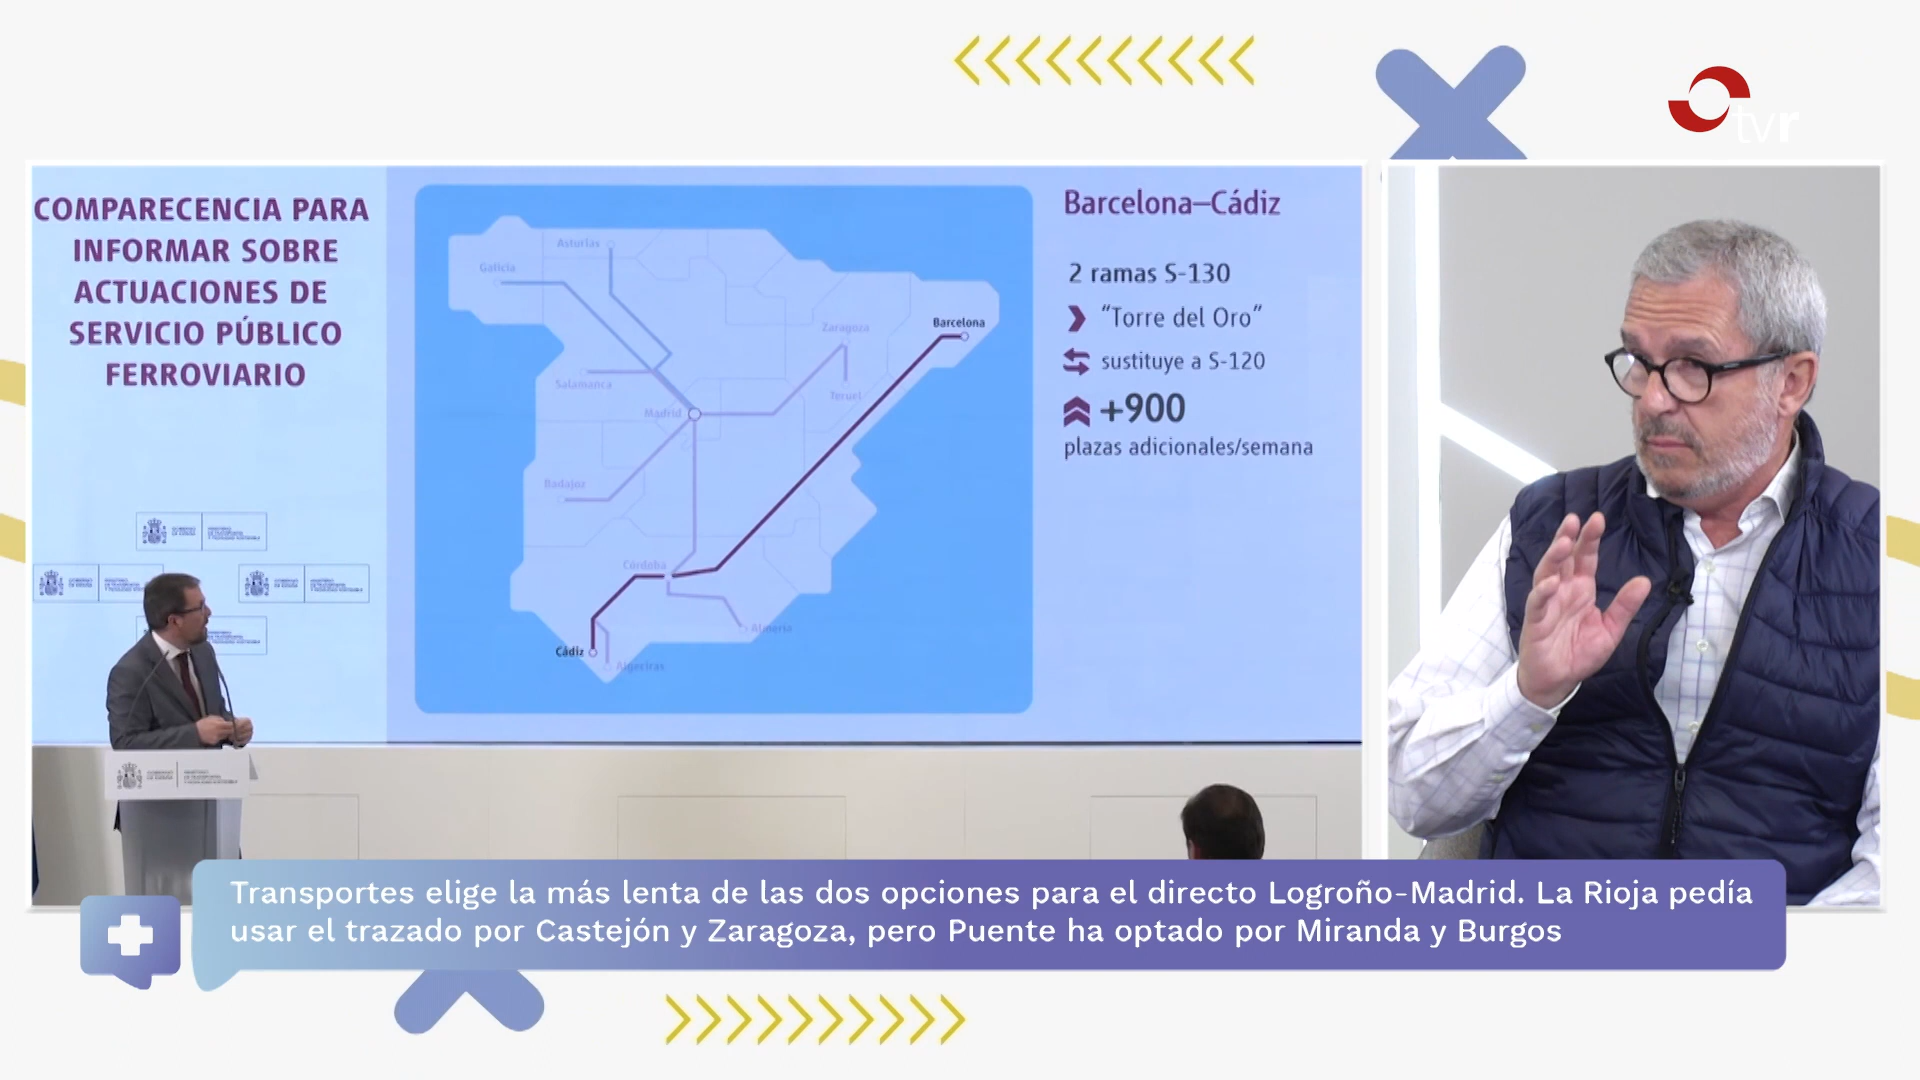 tvr
COMPARECENCIA PARA
INFORMAR SOBRE
ACTUACIONES DE
SERVICIO PÚBLICO
FERROVIARIO
Asturias
Galicia
Zaragoza
Barcelona
Salamanca
Teruel
Madrid
Badajoz
Córdoba
Almería
Cádiz
Algeciras
Barcelona–Cádiz
2 ramas S-130
“Torre del Oro”
sustituye a S-120
+900
plazas adicionales/semana
Transportes elige la más lenta de las dos opciones para el directo Logroño-Madrid. La Rioja pedía
usar el trazado por Castejón y Zaragoza, pero Puente ha optado por Miranda y Burgos